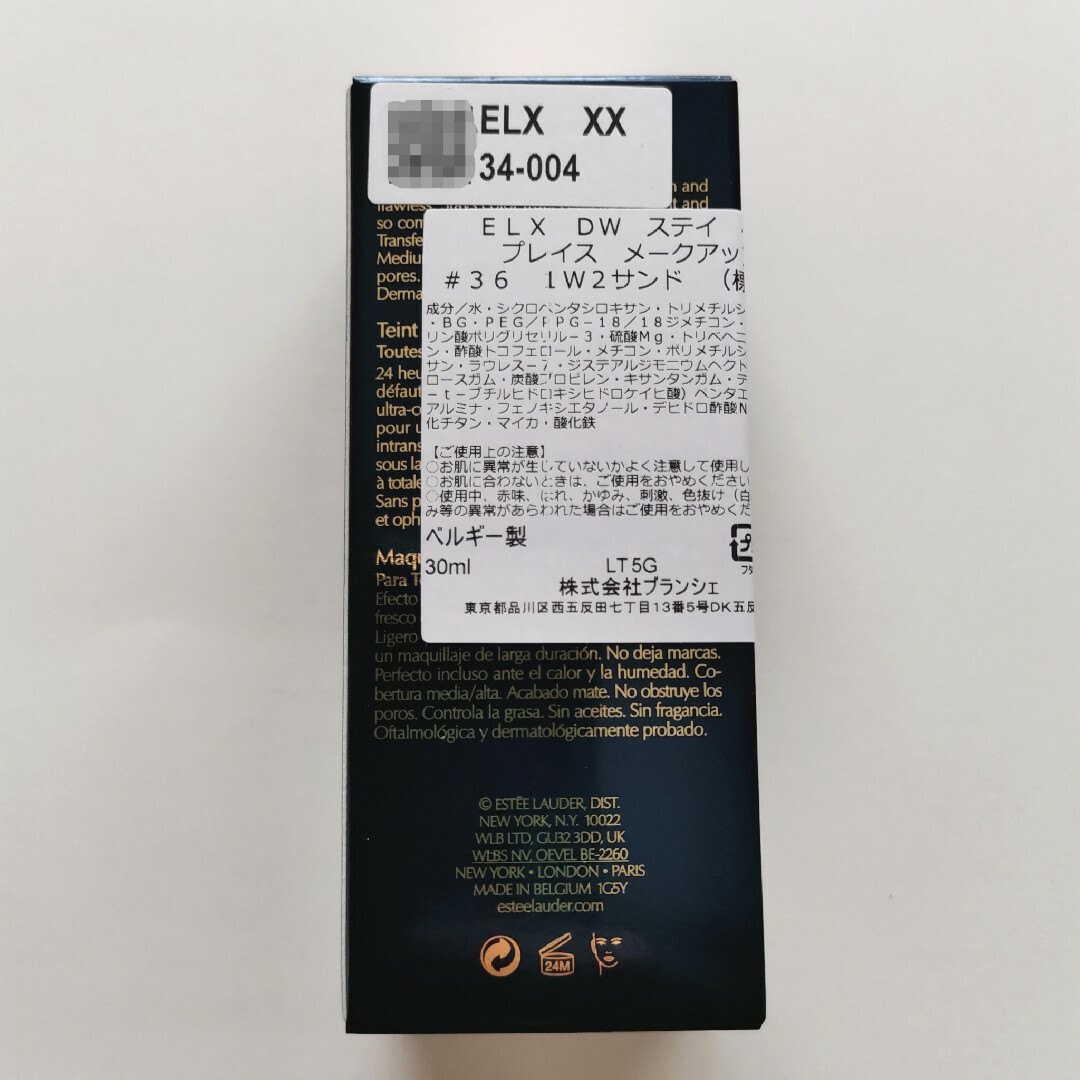 ELX XX
34-004
n and
flawless.
t and
so com
Transfe
Mediu
pores.
Derma
ELX DW ステイ
プレイス メークアッ
#36 1W2サンド (標
成分/水・シクロペンタシロキサン・トリメチルシ
・BG・PEG/PPG-18/18ジメチコン・
リン酸ポリグリセリル-3・硫酸Mg・トリベヘニ
ン・酢酸トコフェロール・メチコン・ポリメチルシ
サン・ラウレス-7・ジステアルジモニウムヘクト
ロースガム・炭酸プロピレン・キサンタンガム・テ
-t-ブチルヒドロキシヒドロケイヒ酸)ペンタエ
アルミナ・フェノキシエタノール・デヒドロ酢酸N
化チタン・マイカ・酸化鉄
【ご使用上の注意】
○お肌に異常が生じていないかよく注意して使用し
○お肌に合わないときは、ご使用をおやめください
○使用中、赤味、はれ、かゆみ、刺激、色抜け(白
み等の異常があらわれた場合はご使用をおやめくだ
ベルギー製
30ml LT5G
株式会社ブランシェ
東京都品川区西五反田七丁目13番5号DK五反
Teint
Toutes
24 heu
défaut
ultra-c
pour u
intrans
sous la
à totale
Sans p
et oph
Maqu
Para T
Efecto
fresco
Ligero
un maquillaje de larga duración. No deja marcas.
Perfecto incluso ante el calor y la humedad. Co-
bertura media/alta. Acabado mate. No obstruye los
poros. Controla la grasa. Sin aceites. Sin fragancia.
Oftalmológica y dermatológicamente probado.
© ESTĒE LAUDER, DIST.
NEW YORK, N.Y. 10022
WLB LTD, GU32 3DD, UK
WLBS NV, OEVEL BE-2260
NEW YORK • LONDON • PARIS
MADE IN BELGIUM 1G5Y
esteelauder.com
24M